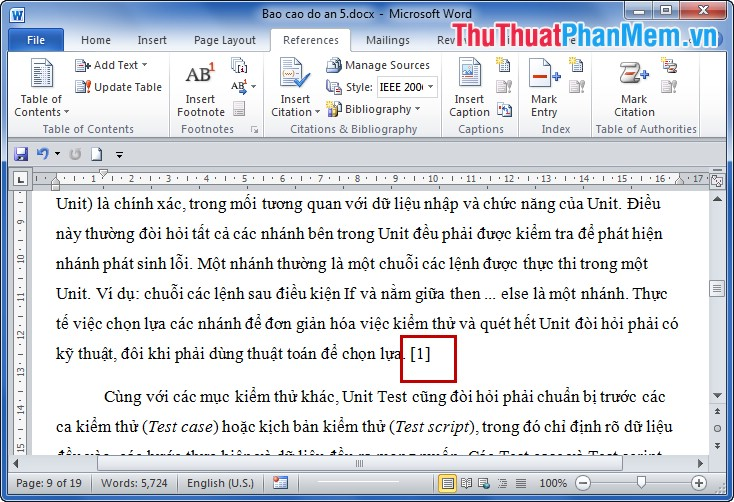 Bao cao do an 5.docx - Microsoft Word
ThuThuatPhanMem.vn
File Home Insert Page Layout References Mailings
Table of Contents
Add Text
Update Table
Table of Contents
AB1
Insert Footnote
Footnotes
Insert Citation
Manage Sources
Style: IEEE 200
Bibliography
Citations & Bibliography
Insert Caption
Captions
Mark Entry
Index
Mark Citation
Table of Authorities
Unit) là chính xác, trong mối tương quan với dữ liệu nhập và chức năng của Unit. Điều
này thường đòi hỏi tất cả các nhánh bên trong Unit đều phải được kiểm tra để phát hiện
nhánh phát sinh lỗi. Một nhánh thường là một chuỗi các lệnh được thực thi trong một
Unit. Ví dụ: chuỗi các lệnh sau điều kiện If và nằm giữa then ... else là một nhánh. Thực
tế việc chọn lựa các nhánh để đơn giản hóa việc kiểm thử và quét hết Unit đòi hỏi phải có
kỹ thuật, đôi khi phải dùng thuật toán để chọn lựa. [1]
Cùng với các mục kiểm thử khác, Unit Test cũng đòi hỏi phải chuẩn bị trước các
ca kiểm thử (Test case) hoặc kịch bản kiểm thử (Test script), trong đó chỉ định rõ dữ liệu
Page: 9 of 19 Words: 5,724 English (U.S.) 100%